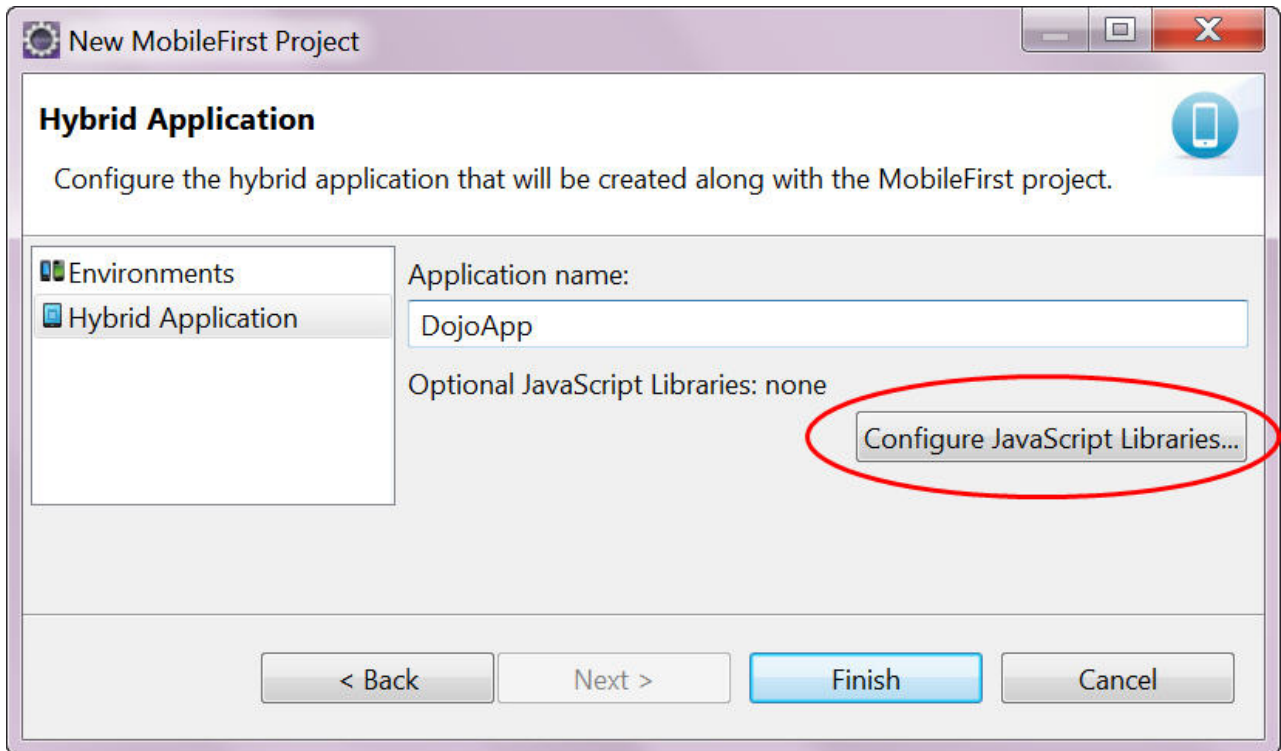 New MobileFirst Project
Hybrid Application
Configure the hybrid application that will be created along with the MobileFirst project.
Environments
Hybrid Application
Application name:
DojoApp
Optional JavaScript Libraries: none
Configure JavaScript Libraries...
< Back
Next >
Finish
Cancel